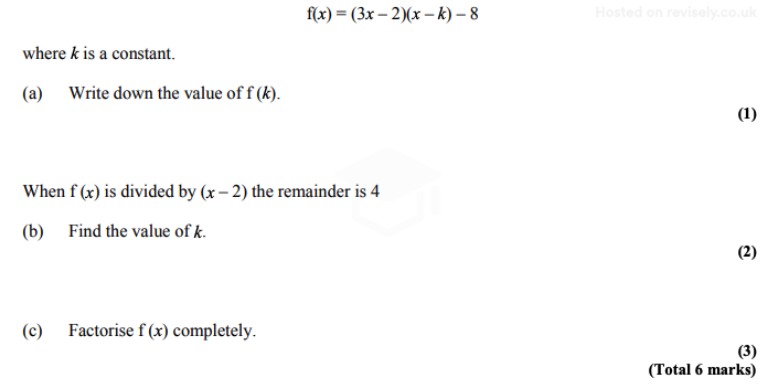 f(x) = (3x – 2)(x – k) – 8
Hosted on revisely.co.uk
where k is a constant.
(a) Write down the value of f (k).
(1)
When f (x) is divided by (x – 2) the remainder is 4
(b) Find the value of k.
(2)
(c) Factorise f (x) completely.
(3)
(Total 6 marks)